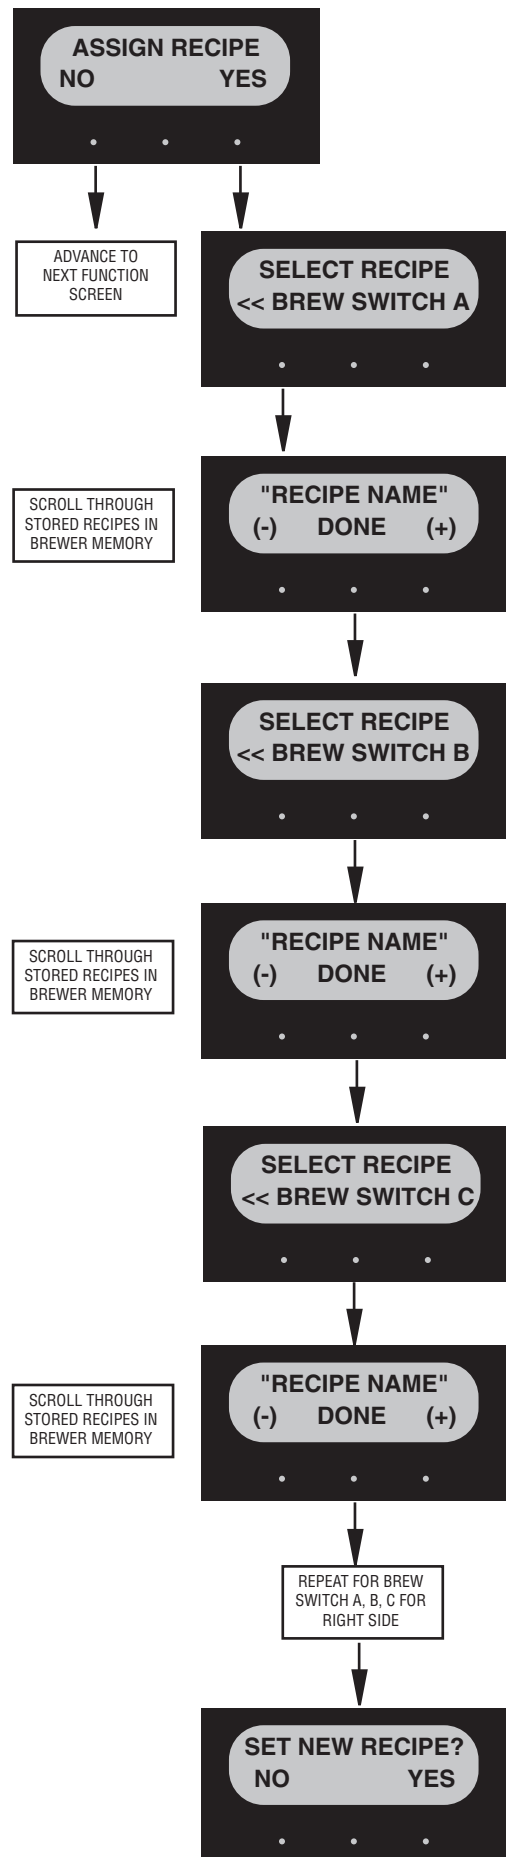 ASSIGN RECIPE
NO YES
ADVANCE TO
NEXT FUNCTION
SCREEN
SELECT RECIPE
<< BREW SWITCH A
SCROLL THROUGH
STORED RECIPES IN
BREWER MEMORY
"RECIPE NAME"
(-) DONE (+)
SELECT RECIPE
<< BREW SWITCH B
SCROLL THROUGH
STORED RECIPES IN
BREWER MEMORY
"RECIPE NAME"
(-) DONE (+)
SELECT RECIPE
<< BREW SWITCH C
SCROLL THROUGH
STORED RECIPES IN
BREWER MEMORY
"RECIPE NAME"
(-) DONE (+)
REPEAT FOR BREW
SWITCH A, B, C FOR
RIGHT SIDE
SET NEW RECIPE?
NO YES